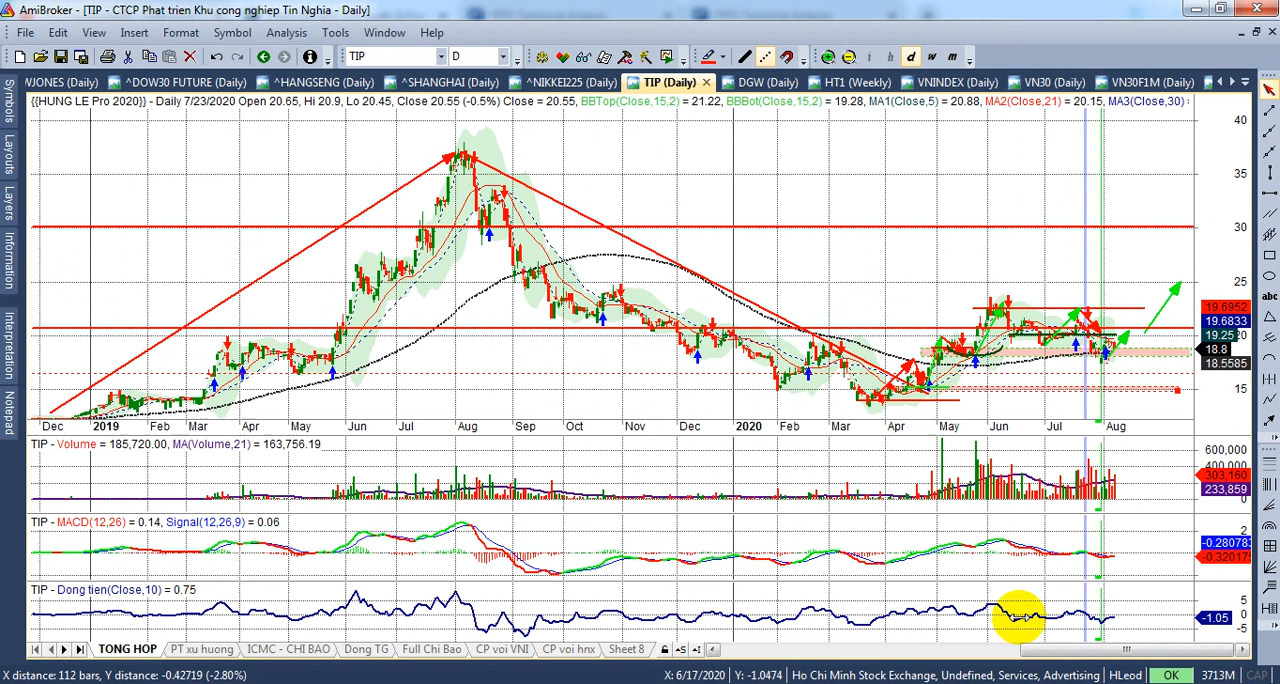 AmiBroker - [TIP - CTCP Phat trien Khu cong nghiep Tin Nghia - Daily]
File Edit View Insert Format Symbol Analysis Tools Window Help
TIP D i h d w m
WJONES (Daily) ^DOW30 FUTURE (Daily) ^HANGSENG (Daily) ^SHANGHAI (Daily) ^NIKKEI225 (Daily) TIP (Daily) DGW (Daily) HT1 (Weekly) VNINDEX (Daily) VN30 (Daily) VN30F1M (Daily)
{{HUNG LE Pro 2020}} - Daily 7/23/2020 Open 20.65, Hi 20.9, Lo 20.45, Close 20.55 (-0.5%) Close = 20.55, BBTop(Close,15,2) = 21.22, BBBot(Close,15,2) = 19.28, MA1(Close,5) = 20.88, MA2(Close,21) = 20.15, MA3(Close,30)
Symbols
Layouts
Layers
Information
Interpretation
Notepad
abc
40
35
30
25
20
15
19.6952
19.6833
19.25
18.8
18.5585
Dec 2019 Feb Mar Apr May Jun Jul Aug Sep Oct Nov Dec 2020 Feb Mar Apr May Jun Jul Aug
TIP - Volume = 185,720.00, MA(Volume,21) = 163,756.19
600,000
400,000
303,160
233,859
0
TIP - MACD(12,26) = 0.14, Signal(12,26,9) = 0.06
2
-0.280783
-0.32017
TIP - Dong tien(Close,10) = 0.75
5
0
-1.05
-5
TONG HOP PT xu huong ICMC - CHI BAO Dong TG Full Chi Bao CP voi VNI CP voi hnx Sheet 8
X distance: 112 bars, Y distance: -0.42719 (-2.80%) X: 6/17/2020 Y: -1.0474 Ho Chi Minh Stock Exchange, Undefined, Services, Advertising HLeod OK 3713M CAP